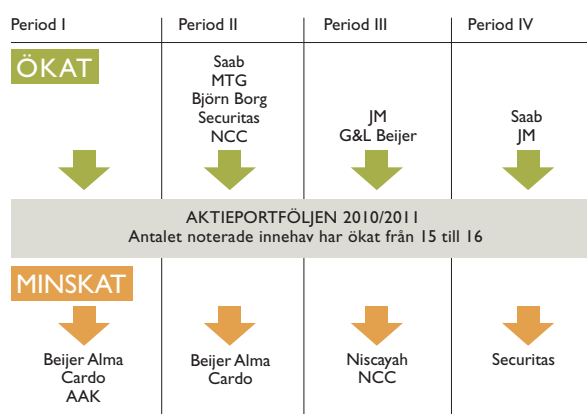 Period I
Period II
Period III
Period IV
ÖKAT
Saab
MTG
Björn Borg
Securitas
NCC
JM
G&L Beijer
Saab
JM
AKTIEPORTFÖLJEN 2010/2011
Antalet noterade innehav har ökat från 15 till 16
MINSKAT
Beijer Alma
Cardo
AAK
Beijer Alma
Cardo
Niscayah
NCC
Securitas